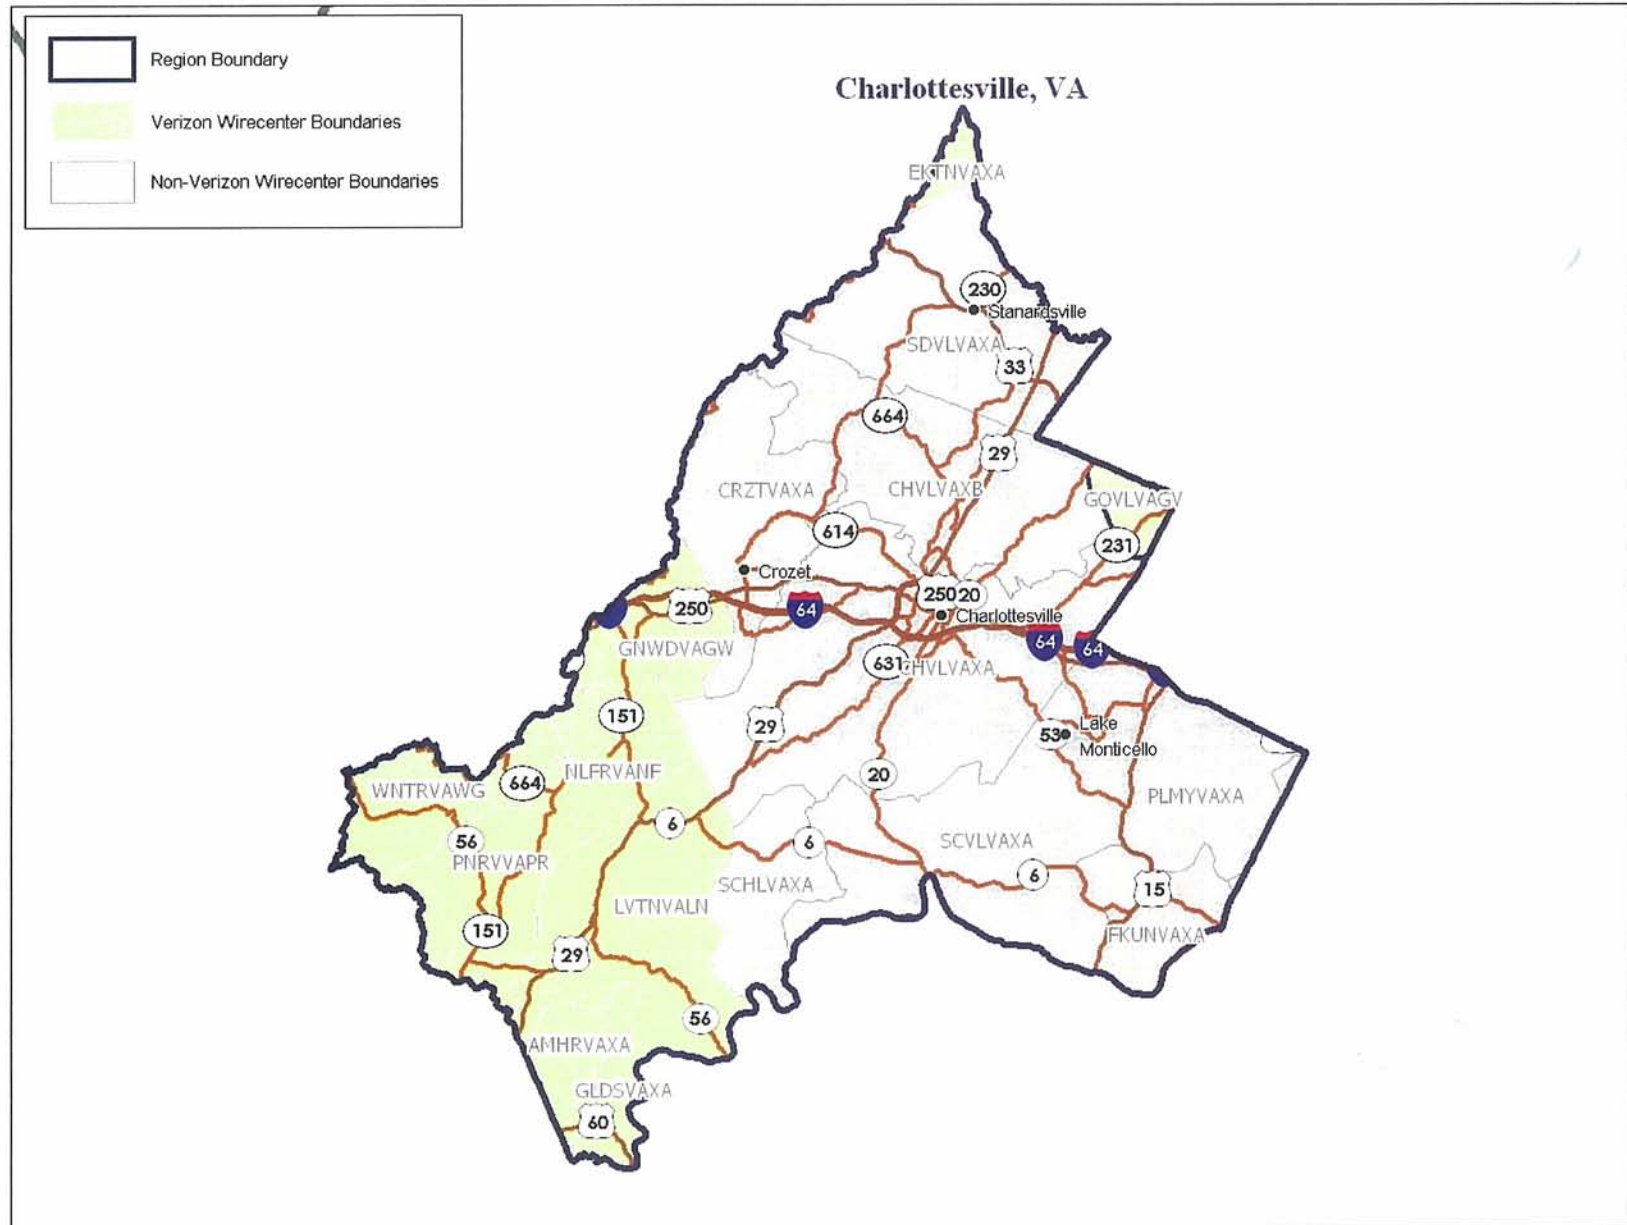 Region Boundary
Verizon Wirecenter Boundaries
Non-Verizon Wirecenter Boundaries
Charlottesville, VA
EKTNVAXA
230
Stanardsville
SDVLVAXA
33
664
29
CRZTVAXA
CHVLVAXB
GOVLVAGV
614
231
Crozet
250
64
250
20
Charlottesville
64
64
GNWDVAGW
631
CHVLVAXA
151
29
53
Lake
Monticello
NLFRVANF
664
20
WNTRVAWG
PLMYVAXA
6
56
6
SCVLVAXA
PNRVVAPR
6
SCHLVAXA
15
LVTNVALN
151
FKUNVAXA
29
56
AMHRVAXA
GLDSVAXA
60